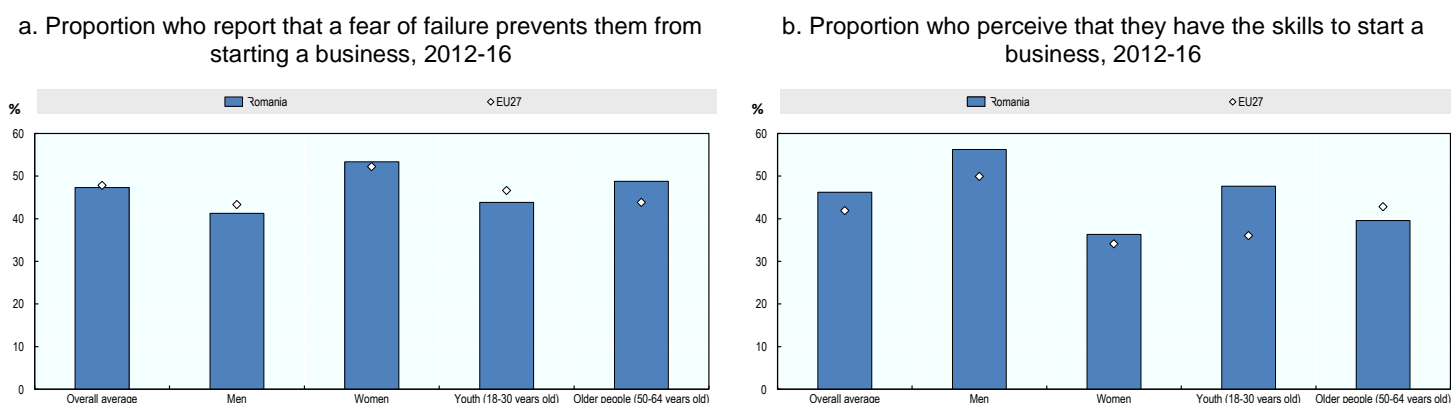 a. Proportion who report that a fear of failure prevents them from
starting a business, 2012-16
%
Romania
EU27
60
50
40
30
20
10
0
Overall average
Men
Women
Youth (18-30 years old)
Older people (50-64 years old)
b. Proportion who perceive that they have the skills to start a
business, 2012-16
%
Romania
EU27
60
50
40
30
20
10
0
Overall average
Men
Women
Youth (18-30 years old)
Older people (50-64 years old)